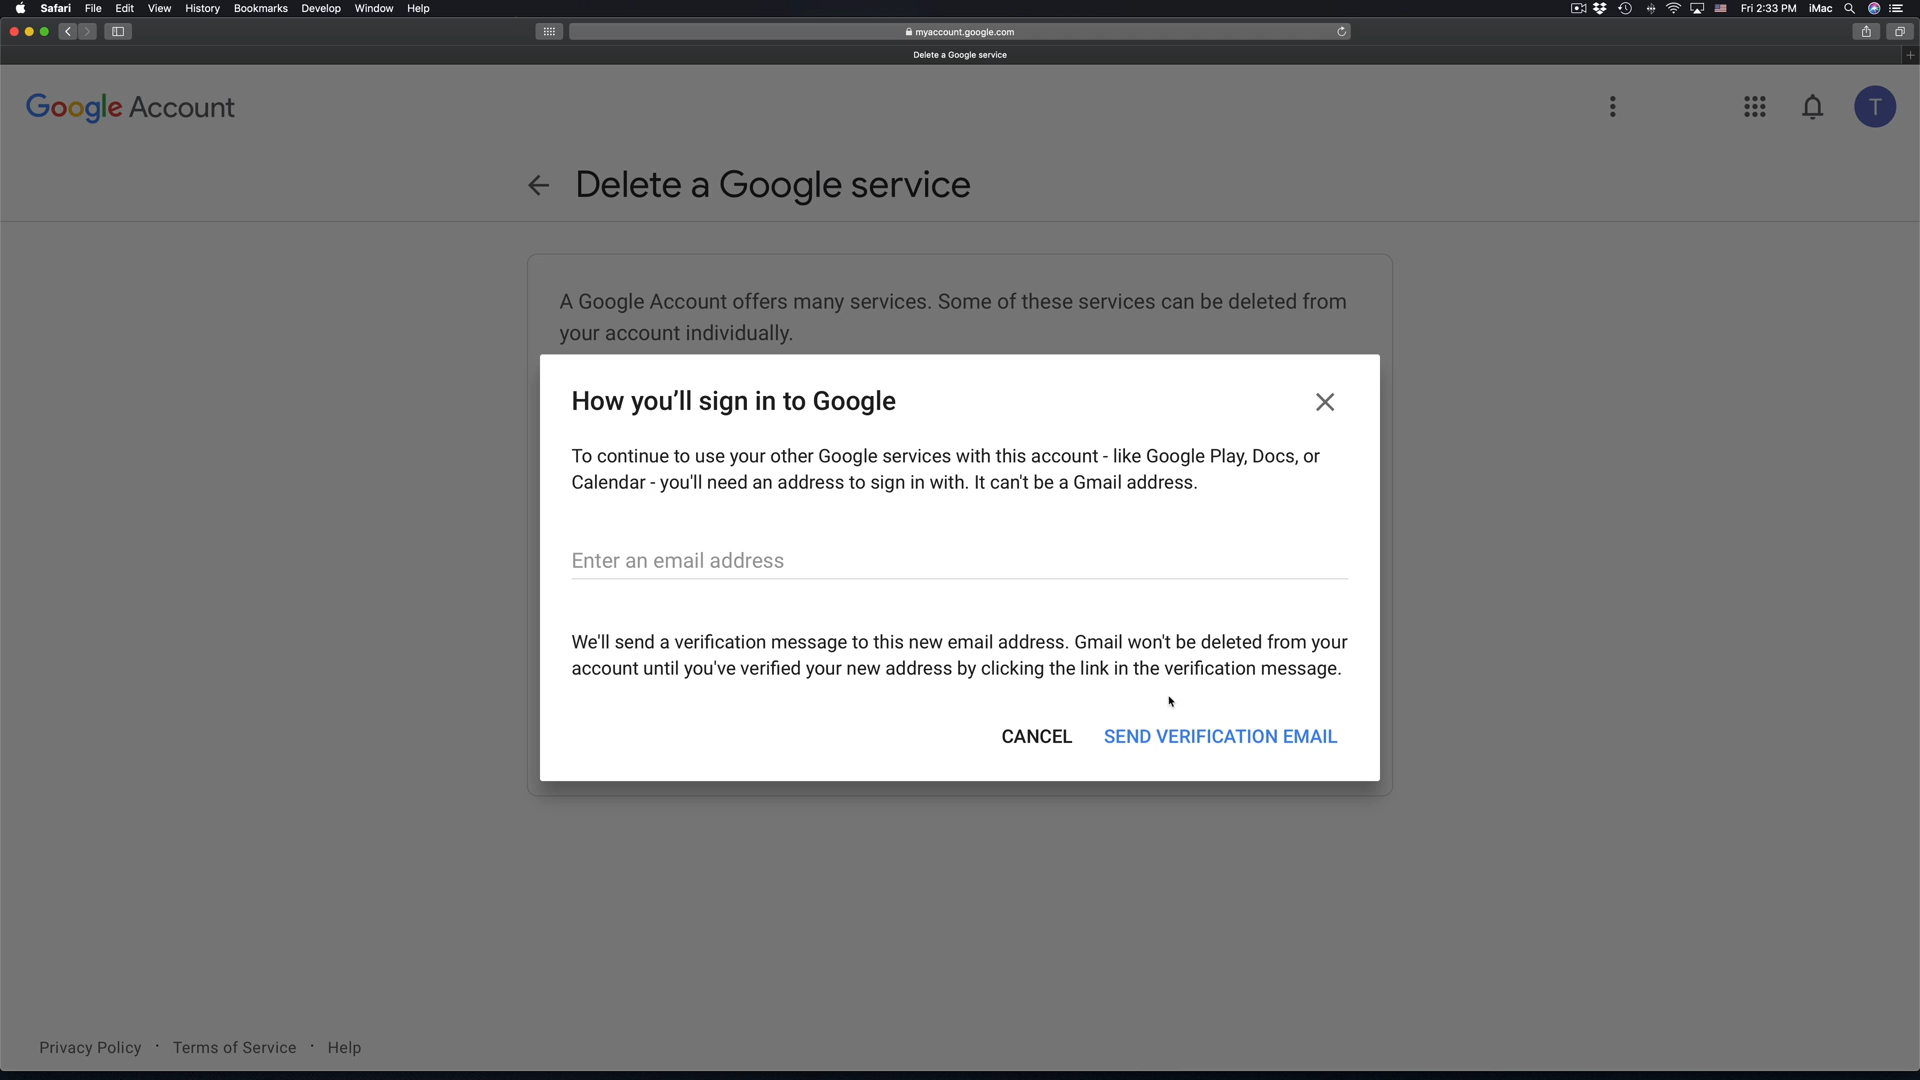 Safari File Edit View History Bookmarks Develop Window Help Fri 2:33 PM iMac
myaccount.google.com
Delete a Google service
Google Account
T
Delete a Google service
A Google Account offers many services. Some of these services can be deleted from
your account individually.
How you’ll sign in to Google
To continue to use your other Google services with this account - like Google Play, Docs, or
Calendar - you'll need an address to sign in with. It can't be a Gmail address.
Enter an email address
We'll send a verification message to this new email address. Gmail won't be deleted from your
account until you've verified your new address by clicking the link in the verification message.
CANCEL SEND VERIFICATION EMAIL
Privacy Policy · Terms of Service · Help